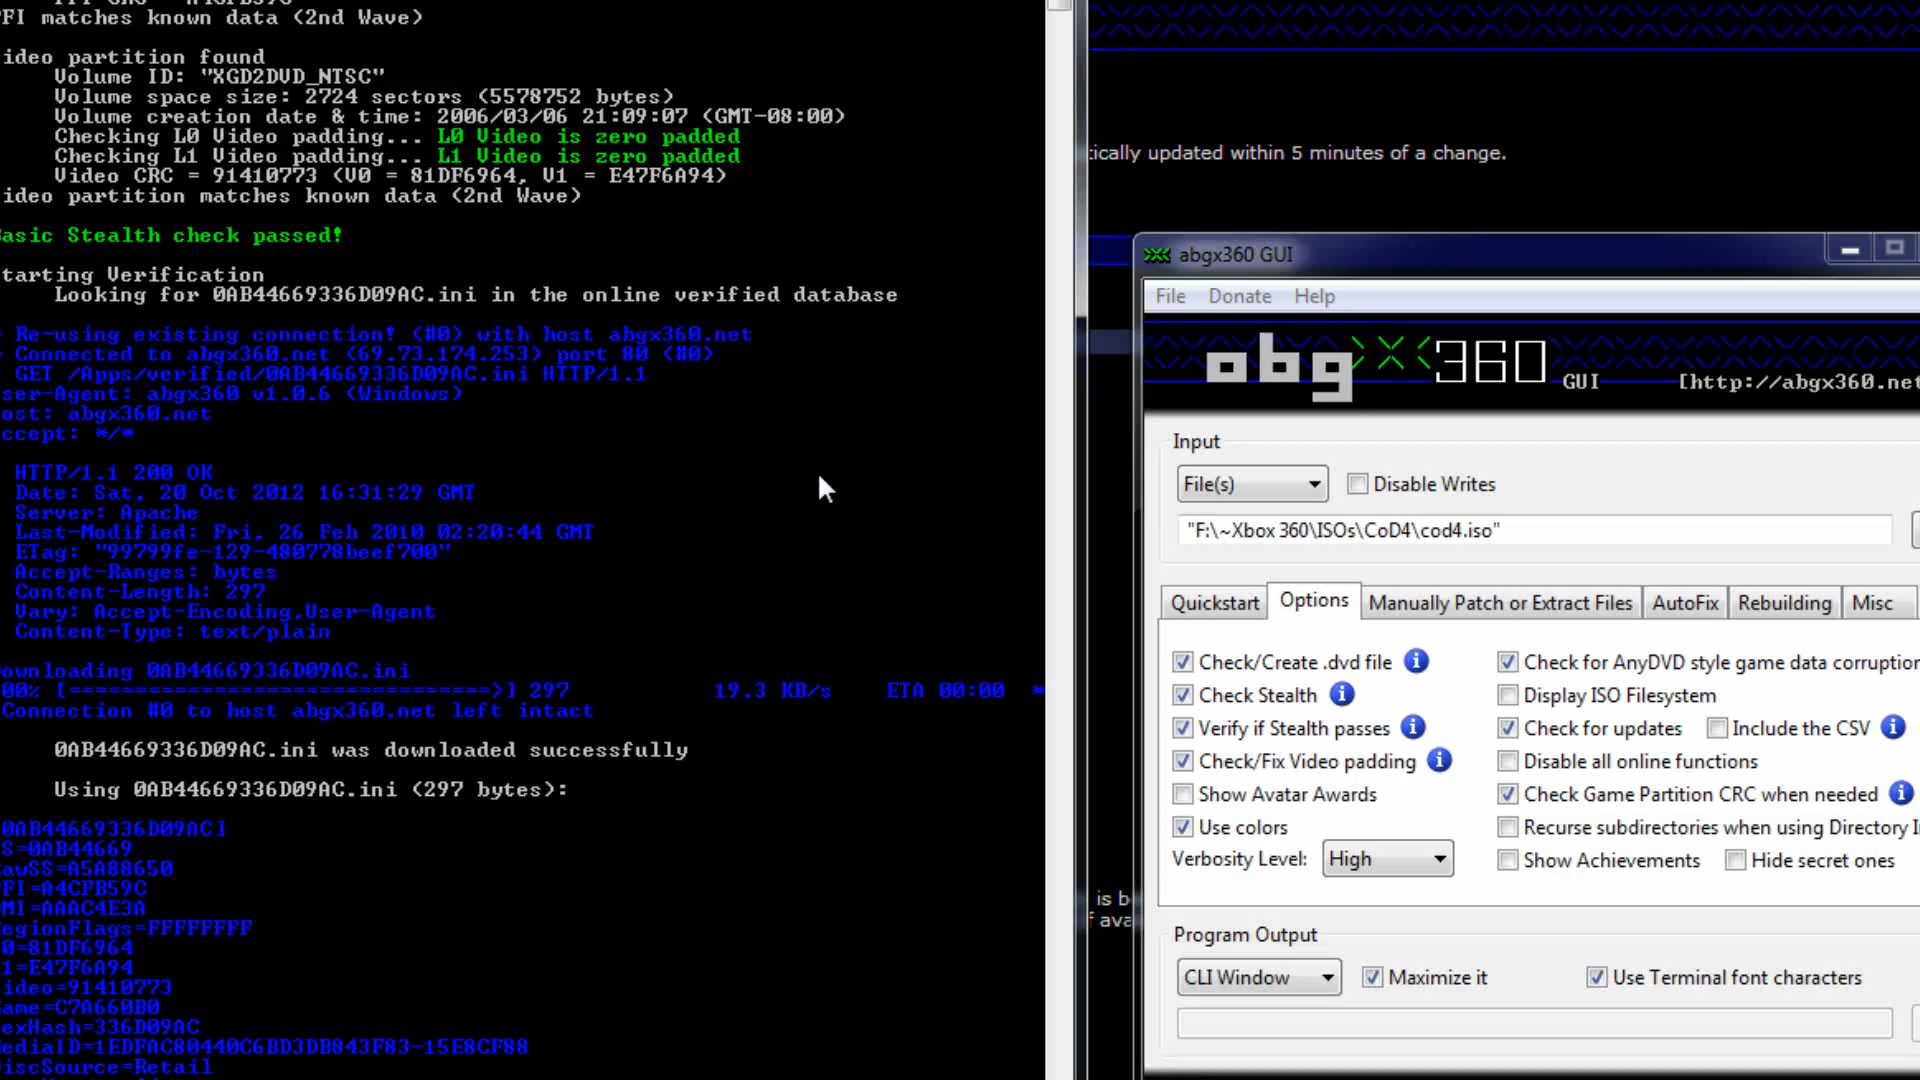 FI matches known data (2nd Wave)
ideo partition found
Volume ID: "XGD2DVD_NTSC"
Volume space size: 2724 sectors (5578752 bytes)
Volume creation date & time: 2006/03/06 21:09:07 (GMT-08:00)
Checking L0 Video padding... L0 Video is zero padded
Checking L1 Video padding... L1 Video is zero padded
Video CRC = 91410773 (V0 = 81DF6964, V1 = E47F6A94)
ideo partition matches known data (2nd Wave)
asic Stealth check passed!
tarting Verification
Looking for 0AB44669336D09AC.ini in the online verified database
Re-using existing connection! (#0) with host abgx360.net
Connected to abgx360.net (69.73.174.253) port 80 (#0)
GET /Apps/verified/0AB44669336D09AC.ini HTTP/1.1
ser-Agent: abgx360 v1.0.6 (Windows)
ost: abgx360.net
ccept: */*
HTTP/1.1 200 OK
Date: Sat, 20 Oct 2012 16:31:29 GMT
Server: Apache
Last-Modified: Fri, 26 Feb 2010 02:20:44 GMT
ETag: "99799fe-129-480778beef700"
Accept-Ranges: bytes
Content-Length: 297
Vary: Accept-Encoding,User-Agent
Content-Type: text/plain
ownloading 0AB44669336D09AC.ini
00% [=================================>] 297 19.3 KB/s ETA 00:00 *
Connection #0 to host abgx360.net left intact
0AB44669336D09AC.ini was downloaded successfully
Using 0AB44669336D09AC.ini (297 bytes):
0AB44669336D09AC]
S=0AB44669
awSS=A5A88650
FI=A4CFB59C
MI=AAAC4E3A
egionFlags=FFFFFFFF
0=81DF6964
1=E47F6A94
ideo=91410773
ame=C7A660B0
exHash=336D09AC
ediaID=1EDFAC80440C6BD3DB843F83-15E8CF88
iscSource=Retail
tically updated within 5 minutes of a change.
is b
f ava
abgx360 GUI
File Donate Help
abgx360 GUI [http://abgx360.net
Input
File(s) Disable Writes
"F:\~Xbox 360\ISOs\CoD4\cod4.iso"
Quickstart Options Manually Patch or Extract Files AutoFix Rebuilding Misc
Check/Create .dvd file Check for AnyDVD style game data corruption
Check Stealth Display ISO Filesystem
Verify if Stealth passes Check for updates Include the CSV
Check/Fix Video padding Disable all online functions
Show Avatar Awards Check Game Partition CRC when needed
Use colors Recurse subdirectories when using Directory I
Verbosity Level: High Show Achievements Hide secret ones
Program Output
CLI Window Maximize it Use Terminal font characters